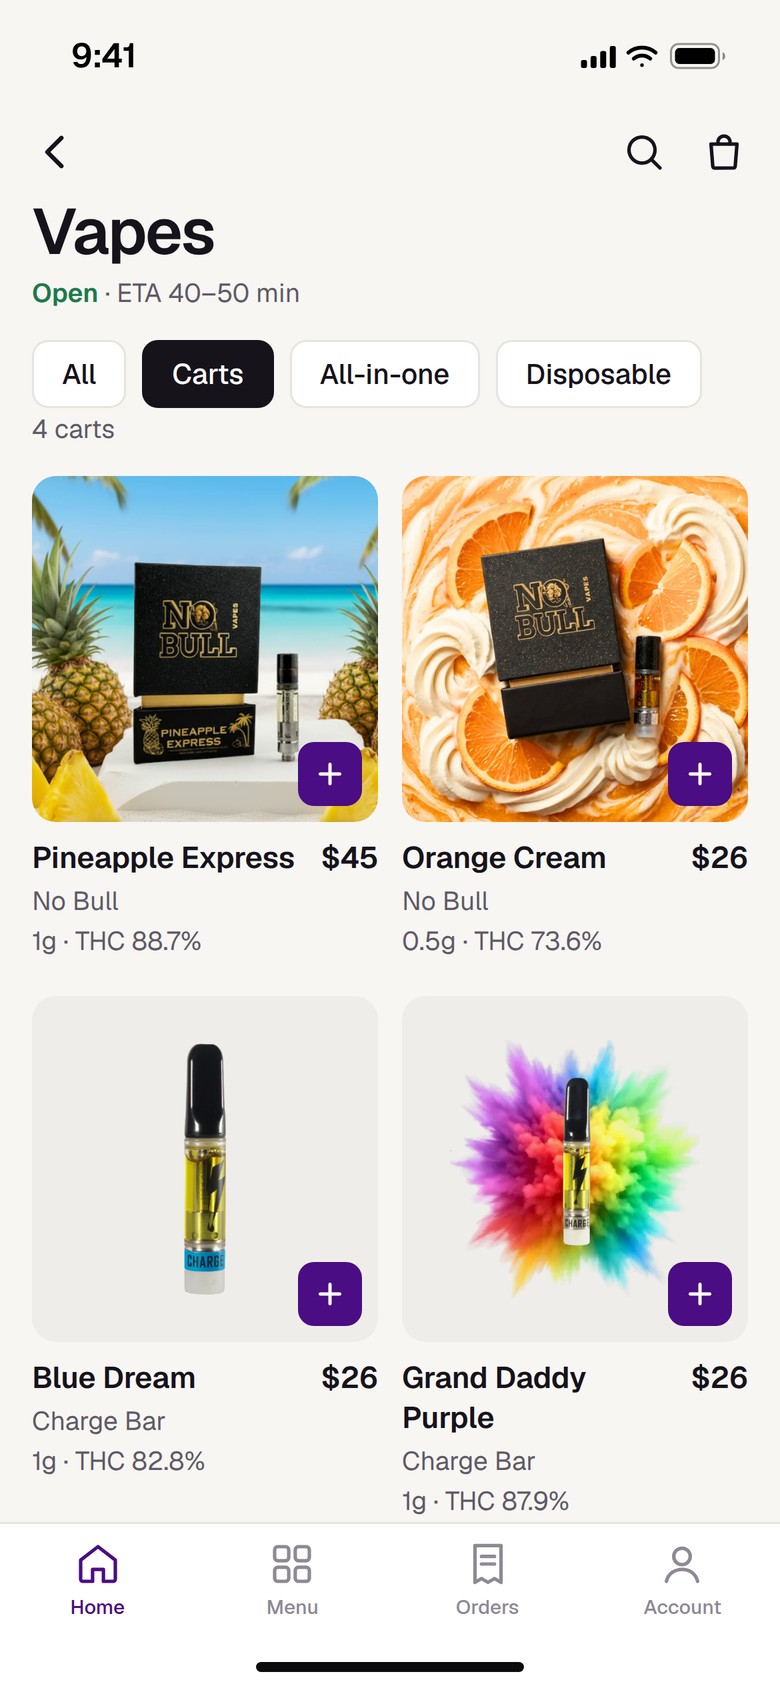 9:41
Vapes
Open · ETA 40–50 min
All
Carts
All-in-one
Disposable
4 carts
NO
BULL
VAPES
PINEAPPLE
EXPRESS
NO
BULL
VAPES
Pineapple Express $45
No Bull
1g · THC 88.7%
Orange Cream $26
No Bull
0.5g · THC 73.6%
CHARGE
CHARGE
Blue Dream $26
Charge Bar
1g · THC 82.8%
Grand Daddy $26
Purple
Charge Bar
1g · THC 87.9%
Home
Menu
Orders
Account